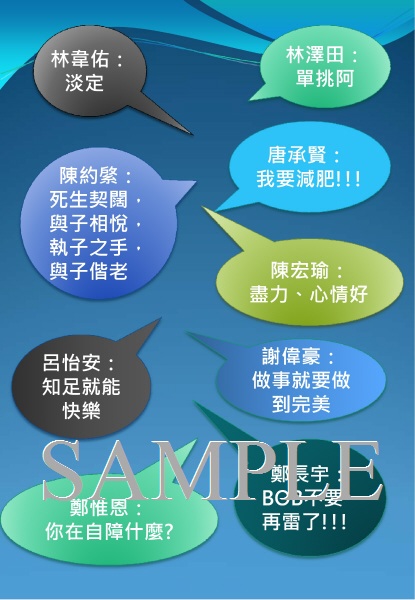 林韋佑：
淡定
林澤田：
單挑阿
唐承賢：
我要減肥!!!
陳約綮：
死生契闊，
與子相悅，
執子之手，
與子偕老
陳宏瑜：
盡力、心情好
呂怡安：
知足就能
快樂
謝偉豪：
做事就要做
到完美
SAMPLE
鄭長宇：
BOB不要
再雷了!!!
鄭惟恩：
你在自障什麼?